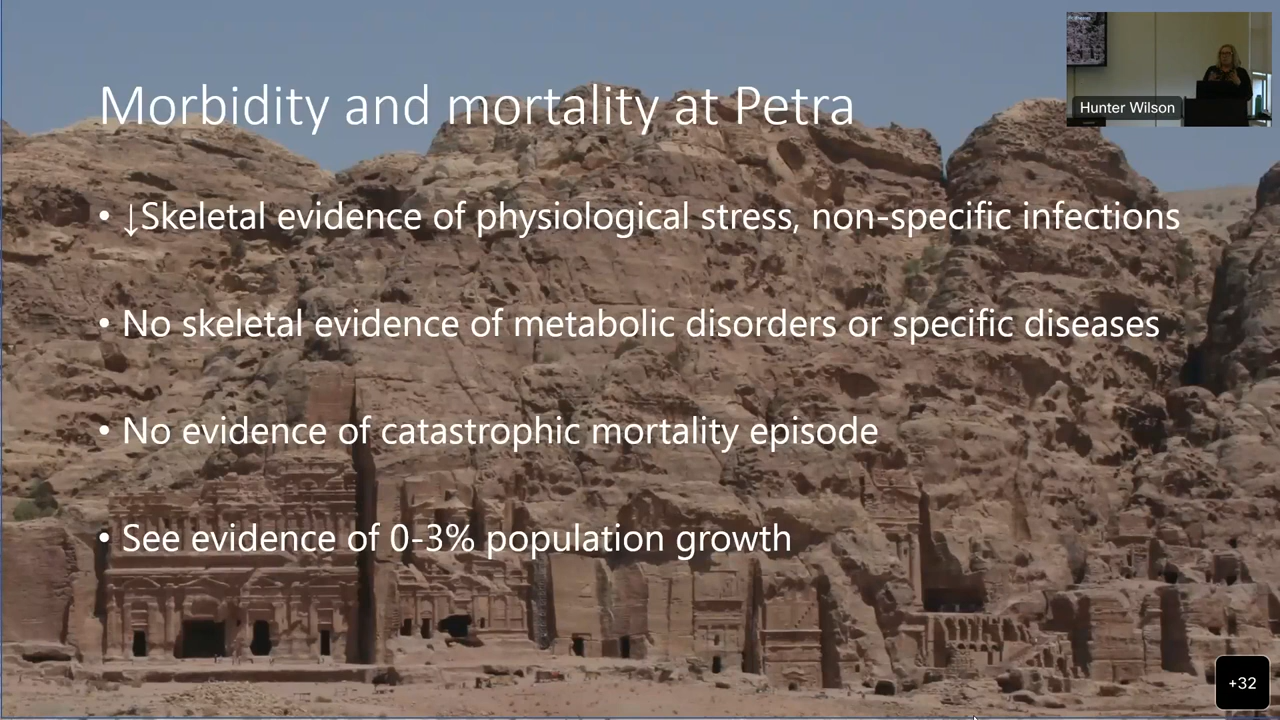 Morbidity and mortality at Petra
Hunter Wilson
• ↓Skeletal evidence of physiological stress, non-specific infections
• No skeletal evidence of metabolic disorders or specific diseases
• No evidence of catastrophic mortality episode
• See evidence of 0-3% population growth
+32